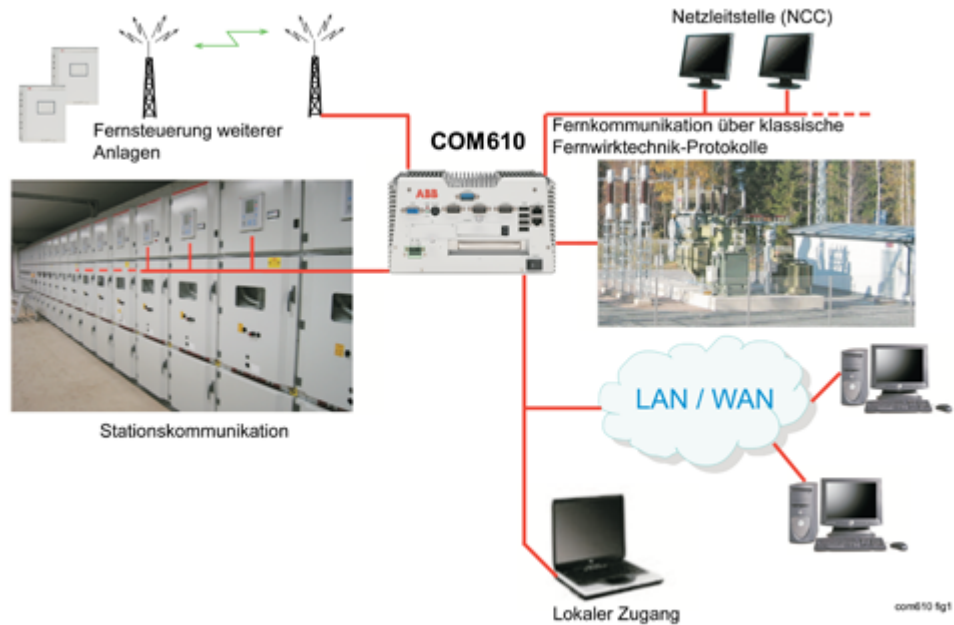 Netzleitstelle (NCC)
Fernsteuerung weiterer
Anlagen
COM610
Fernkommunikation über klassische
Fernwirktechnik-Protokolle
ABB
Stationskommunikation
LAN / WAN
Lokaler Zugang
com610 fig1